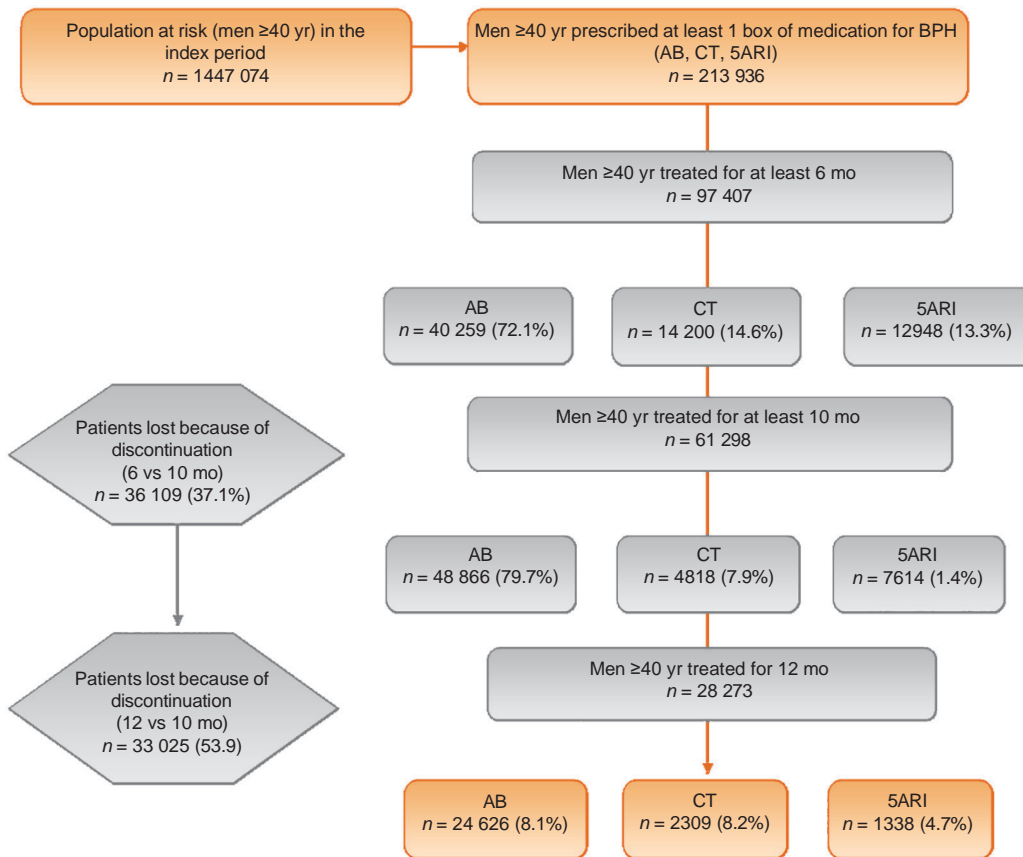 Population at risk (men ≥40 yr) in the
index period
n = 1447 074
Men ≥40 yr prescribed at least 1 box of medication for BPH
(AB, CT, 5ARI)
n = 213 936
Men ≥40 yr treated for at least 6 mo
n = 97 407
AB
n = 40 259 (72.1%)
CT
n = 14 200 (14.6%)
5ARI
n = 12948 (13.3%)
Men ≥40 yr treated for at least 10 mo
n = 61 298
Patients lost because of
discontinuation
(6 vs 10 mo)
n = 36 109 (37.1%)
AB
n = 48 866 (79.7%)
CT
n = 4818 (7.9%)
5ARI
n = 7614 (1.4%)
Men ≥40 yr treated for 12 mo
n = 28 273
Patients lost because of
discontinuation
(12 vs 10 mo)
n = 33 025 (53.9)
AB
n = 24 626 (8.1%)
CT
n = 2309 (8.2%)
5ARI
n = 1338 (4.7%)